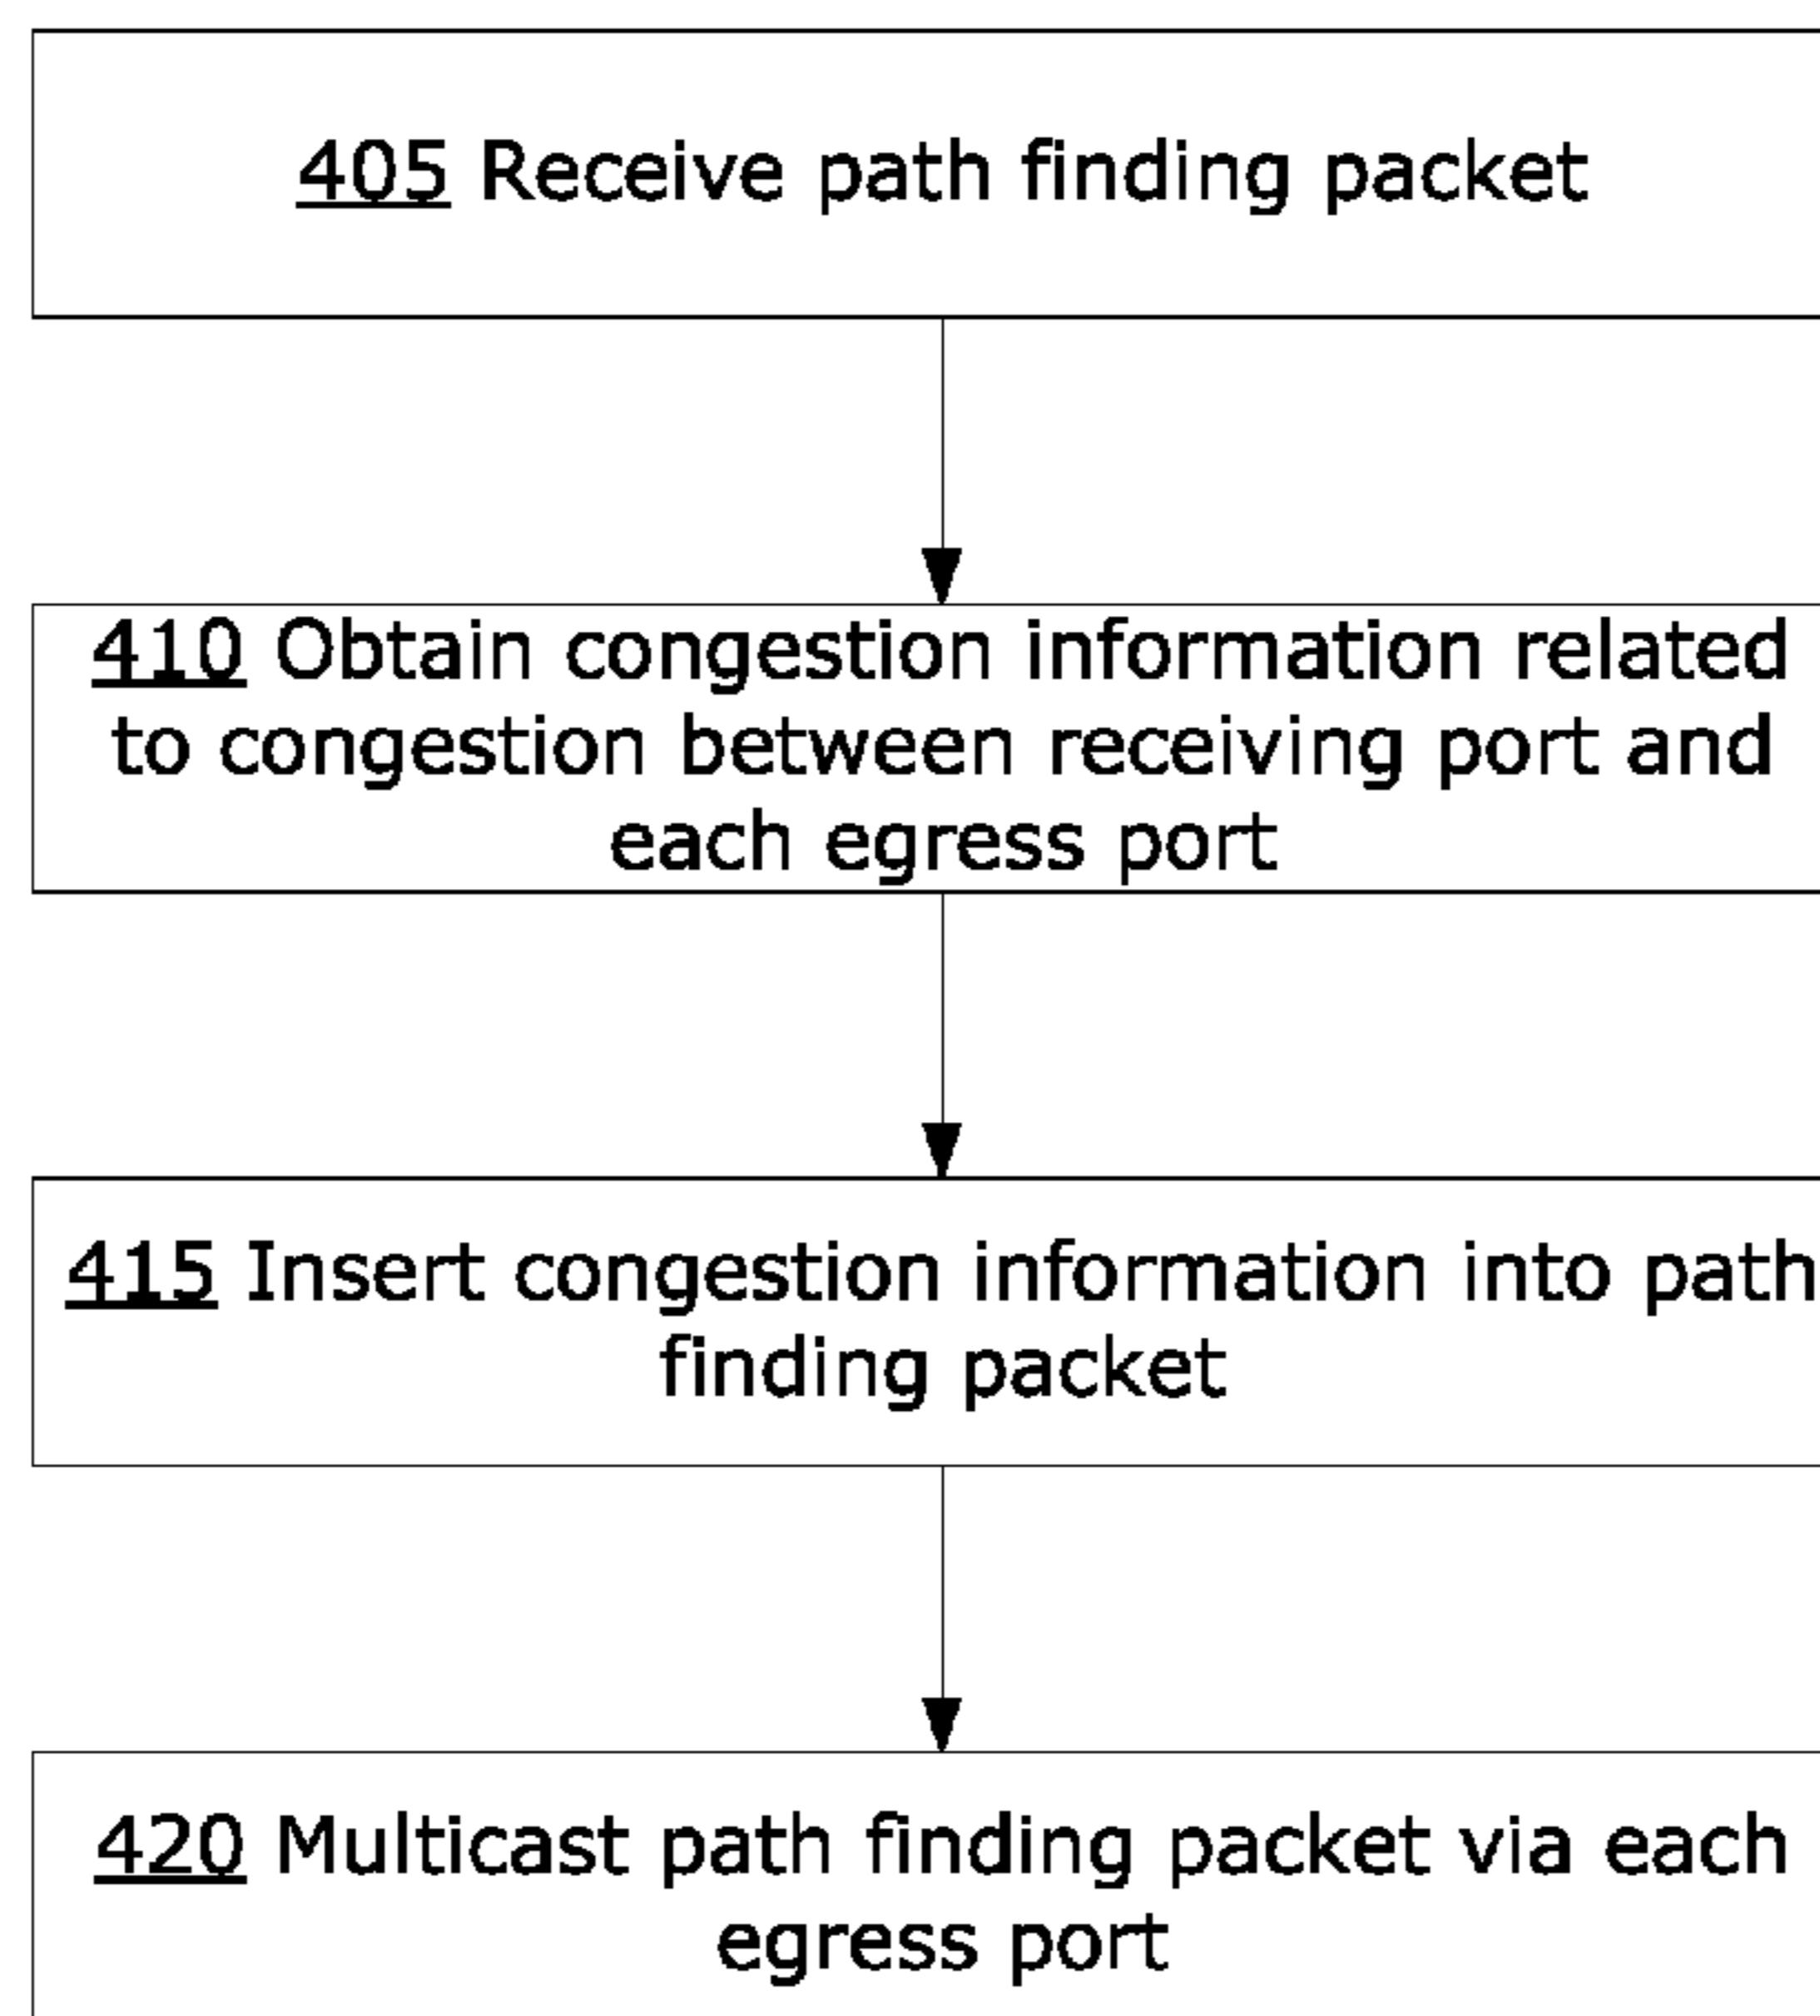 405 Receive path finding packet
410 Obtain congestion information related
to congestion between receiving port and
each egress port
415 Insert congestion information into path
finding packet
420 Multicast path finding packet via each
egress port